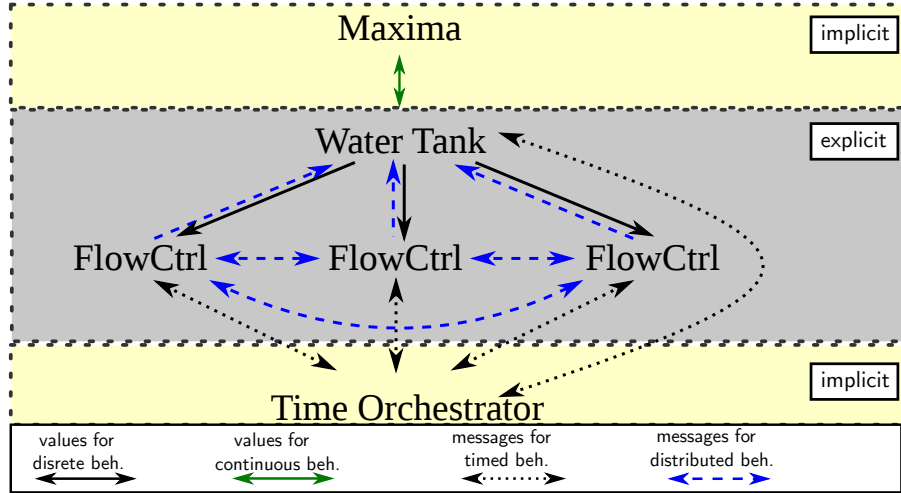 Maxima
implicit
Water Tank
explicit
FlowCtrl FlowCtrl FlowCtrl
implicit
Time Orchestrator
values for
disrete beh.
values for
continuous beh.
messages for
timed beh.
messages for
distributed beh.